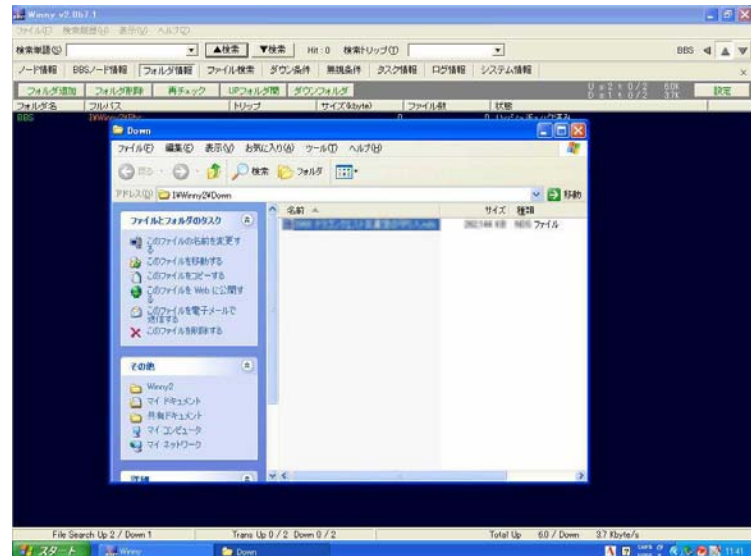 Winny v2.0b7.1
ファイル(F) 検索履歴(H) 表示(V) ヘルプ(?)
検索単語(Q) ▲検索 ▼検索 Hit : 0 検索トリップ(T) BBS
ノード情報 BBSノード情報 フォルダ情報 ファイル検索 ダウン条件 無視条件 タスク情報 ログ情報 システム情報
フォルダ追加 フォルダ削除 再チェック UPフォルダ開 ダウンフォルダ 設定
フォルダ名 フルパス トリップ サイズ(kbyte) ファイル数 状態
BBS
Down
ファイル(F) 編集(E) 表示(V) お気に入り(A) ツール(T) ヘルプ(H)
戻る 検索 フォルダ
アドレス(D) I:¥Winny2¥Down 移動
名前 サイズ 種類
ファイル
ファイルとフォルダのタスク
このファイルの名前を変更する
このファイルを移動する
このファイルをコピーする
このファイルを Web に公開する
このファイルを電子メールで送信する
このファイルを削除する
その他
Winny2
マイ ドキュメント
共有ドキュメント
マイ コンピュータ
マイ ネットワーク
詳細
File Search Up 2 / Down 1 Trans Up 0 / 2 Down 0 / 2 Total Up 6.0 / Down 3.7 Kbyte/s
スタート Winny Down 11:41